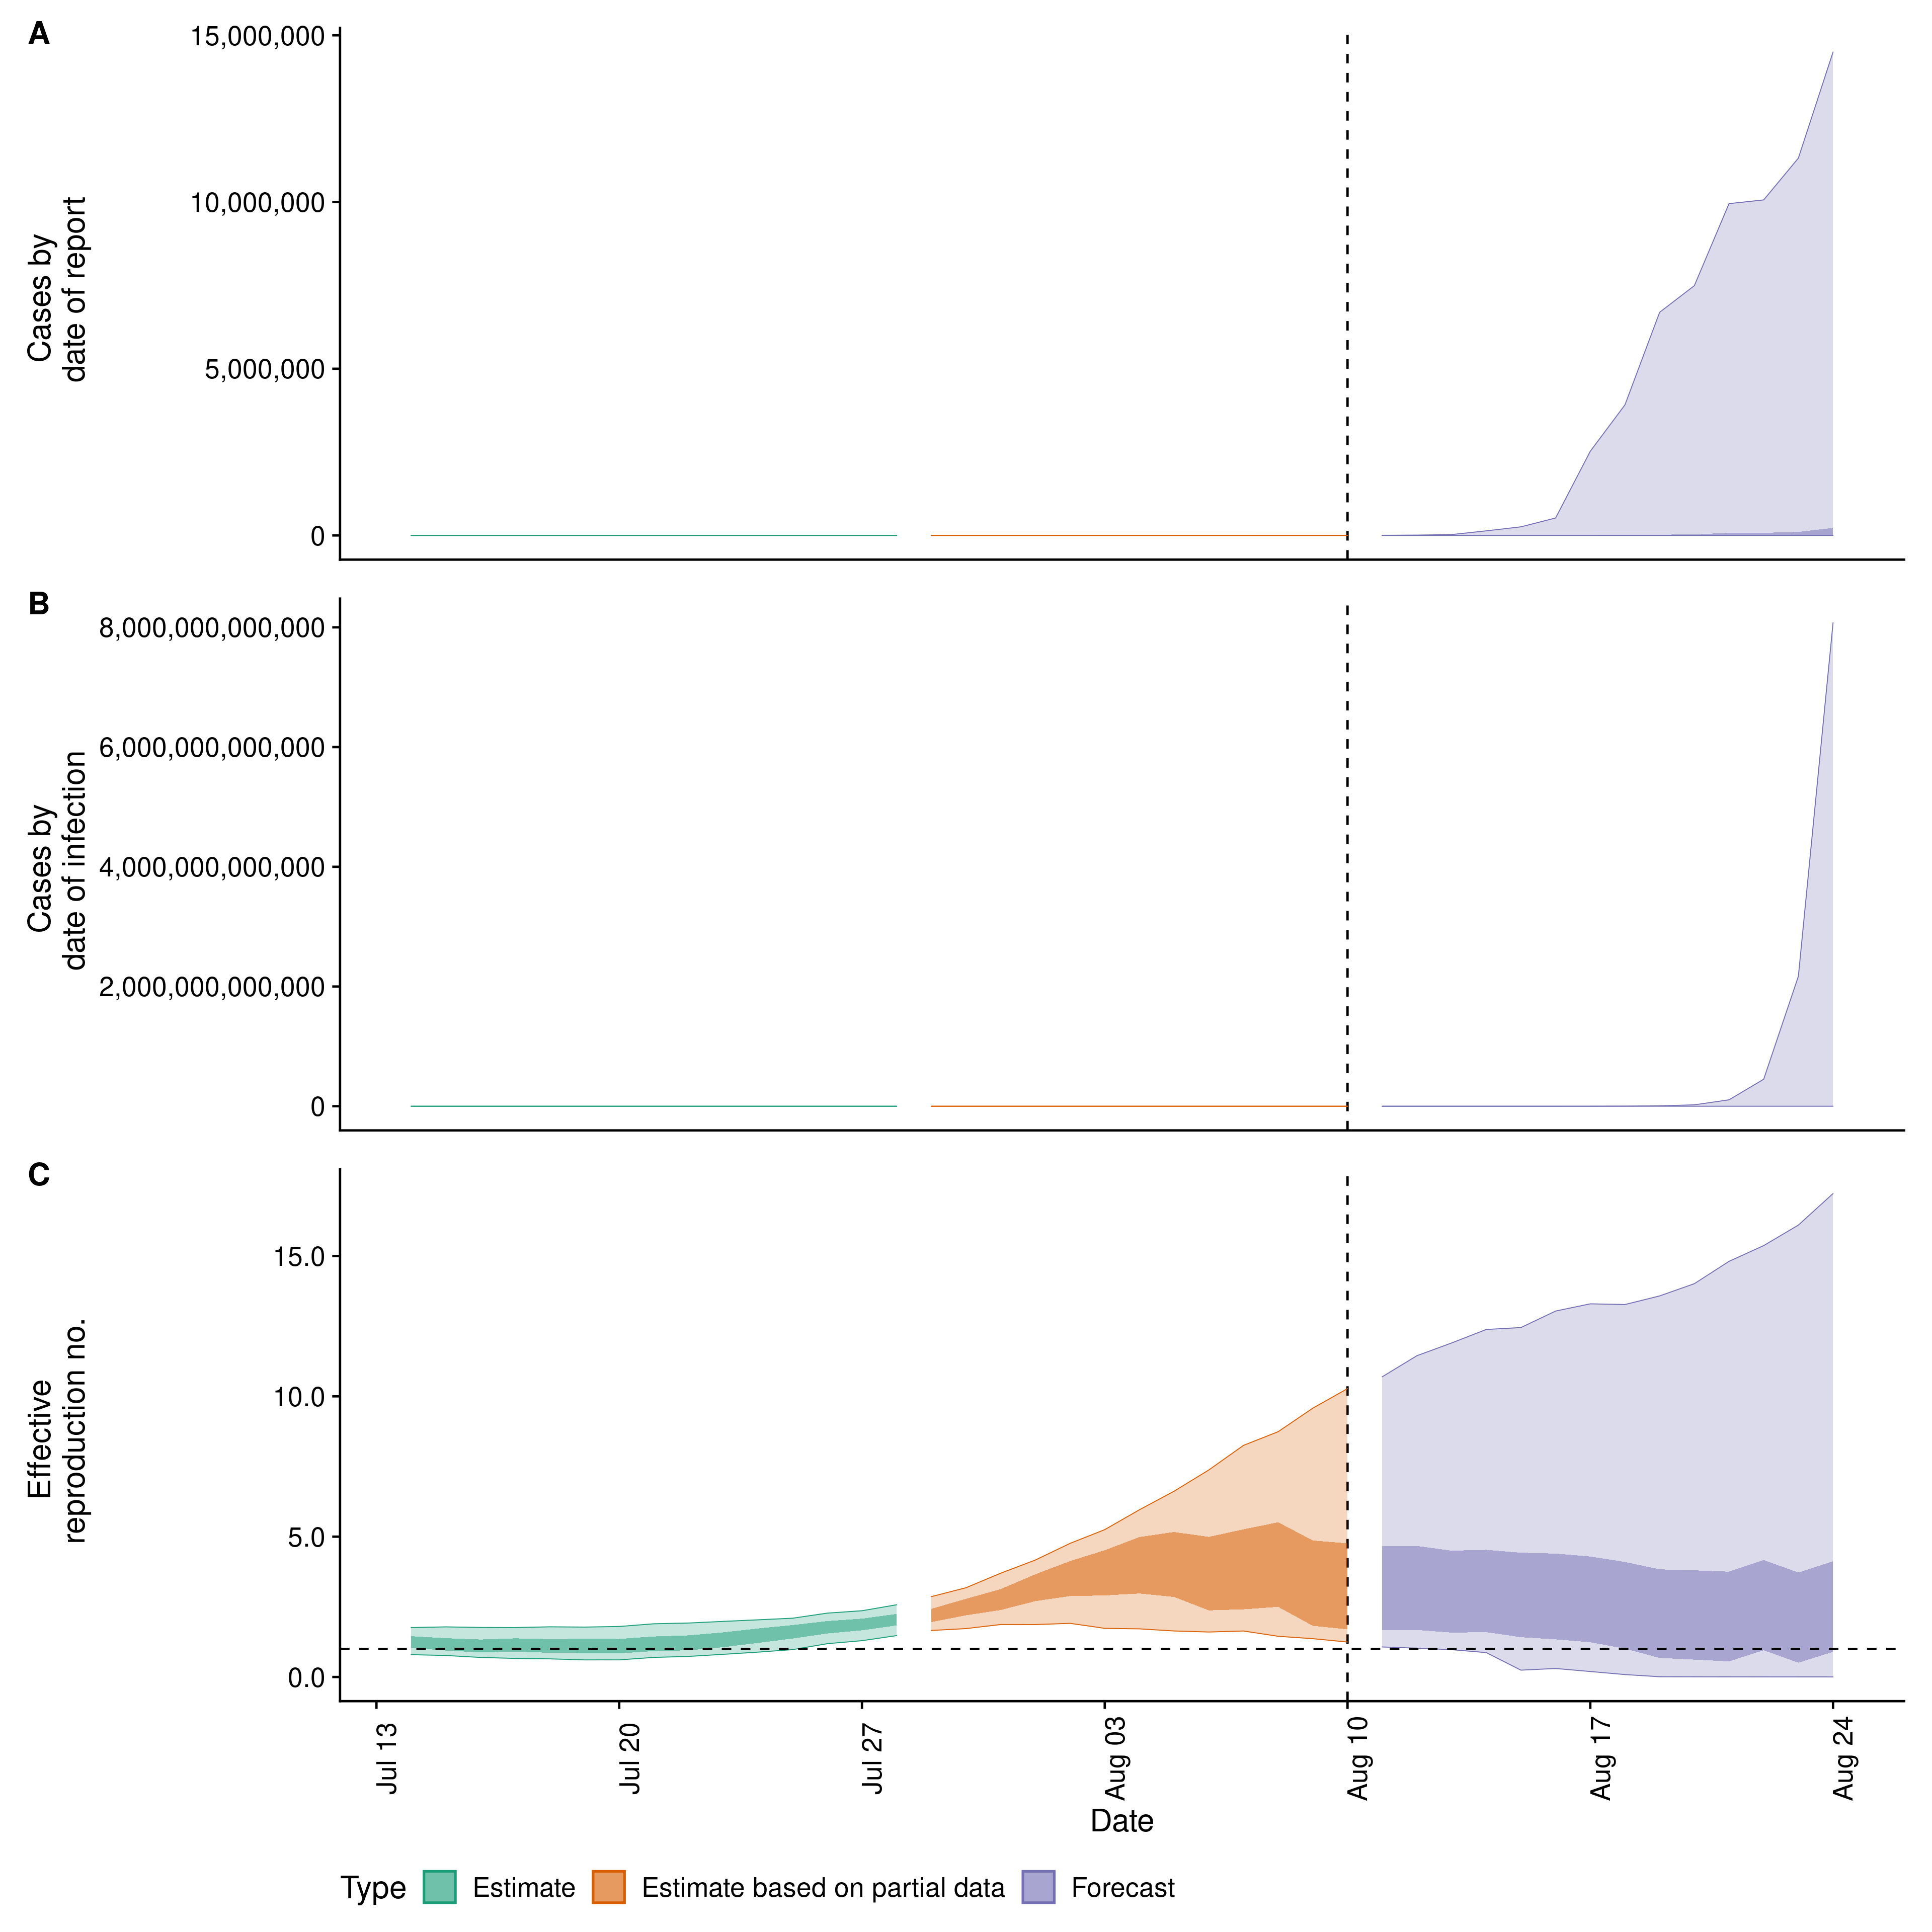 A
15,000,000
10,000,000
5,000,000
0
Cases by
date of report
B
8,000,000,000,000
6,000,000,000,000
4,000,000,000,000
2,000,000,000,000
0
Cases by
date of infection
C
15.0
10.0
5.0
0.0
Effective
reproduction no.
Jul 13
Jul 20
Jul 27
Aug 03
Aug 10
Aug 17
Aug 24
Date
Type Estimate Estimate based on partial data Forecast